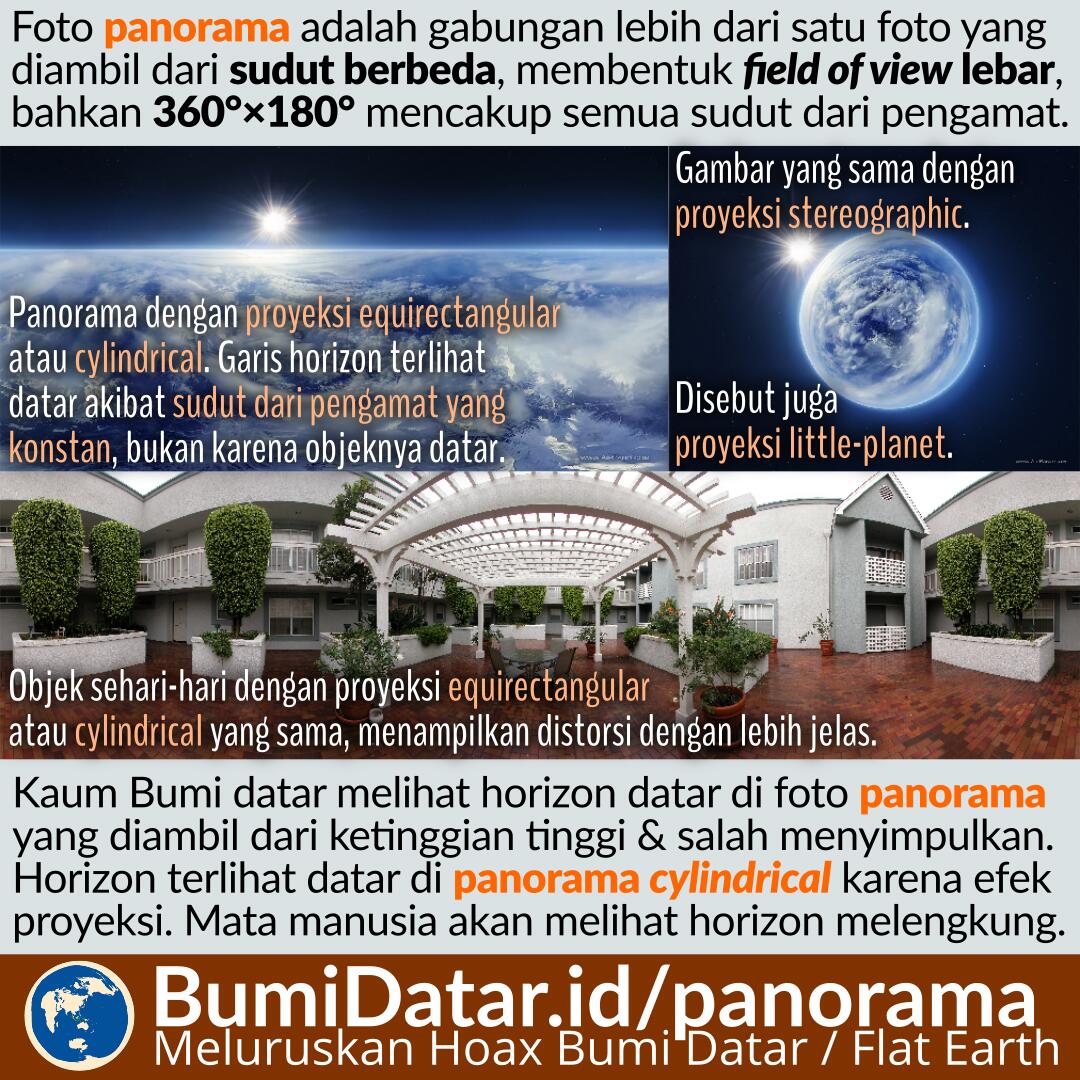 Foto panorama adalah gabungan lebih dari satu foto yang
diambil dari sudut berbeda, membentuk field of view lebar,
bahkan 360°×180° mencakup semua sudut dari pengamat.
Panorama dengan proyeksi equirectangular
atau cylindrical. Garis horizon terlihat
datar akibat sudut dari pengamat yang
konstan, bukan karena objeknya datar.
Gambar yang sama dengan
proyeksi stereographic.
Disebut juga
proyeksi little-planet.
Objek sehari-hari dengan proyeksi equirectangular
atau cylindrical yang sama, menampilkan distorsi dengan lebih jelas.
Kaum Bumi datar melihat horizon datar di foto panorama
yang diambil dari ketinggian tinggi & salah menyimpulkan.
Horizon terlihat datar di panorama cylindrical karena efek
proyeksi. Mata manusia akan melihat horizon melengkung.
BumiDatar.id/panorama
Meluruskan Hoax Bumi Datar / Flat Earth